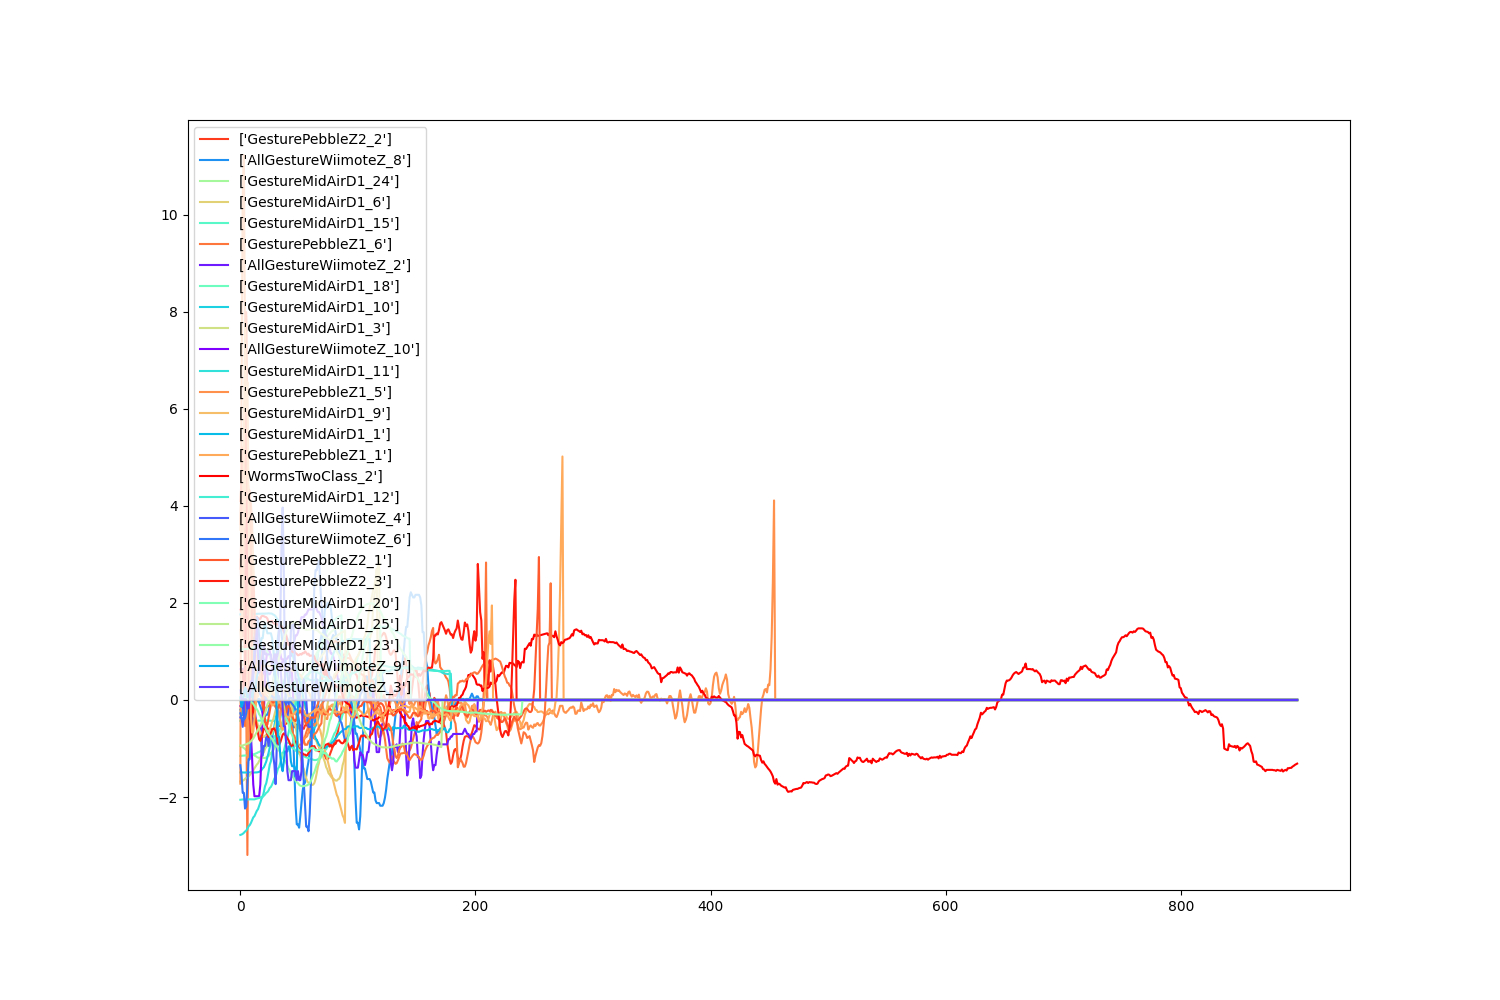 ['GesturePebbleZ2_2']
['AllGestureWiimoteZ_8']
['GestureMidAirD1_24']
['GestureMidAirD1_6']
['GestureMidAirD1_15']
['GesturePebbleZ1_6']
['AllGestureWiimoteZ_2']
['GestureMidAirD1_18']
['GestureMidAirD1_10']
['GestureMidAirD1_3']
['AllGestureWiimoteZ_10']
['GestureMidAirD1_11']
['GesturePebbleZ1_5']
['GestureMidAirD1_9']
['GestureMidAirD1_1']
['GesturePebbleZ1_1']
['WormsTwoClass_2']
['GestureMidAirD1_12']
['AllGestureWiimoteZ_4']
['AllGestureWiimoteZ_6']
['GesturePebbleZ2_1']
['GesturePebbleZ2_3']
['GestureMidAirD1_20']
['GestureMidAirD1_25']
['GestureMidAirD1_23']
['AllGestureWiimoteZ_9']
['AllGestureWiimoteZ_3']
10
8
6
4
2
0
−2
0 200 400 600 800